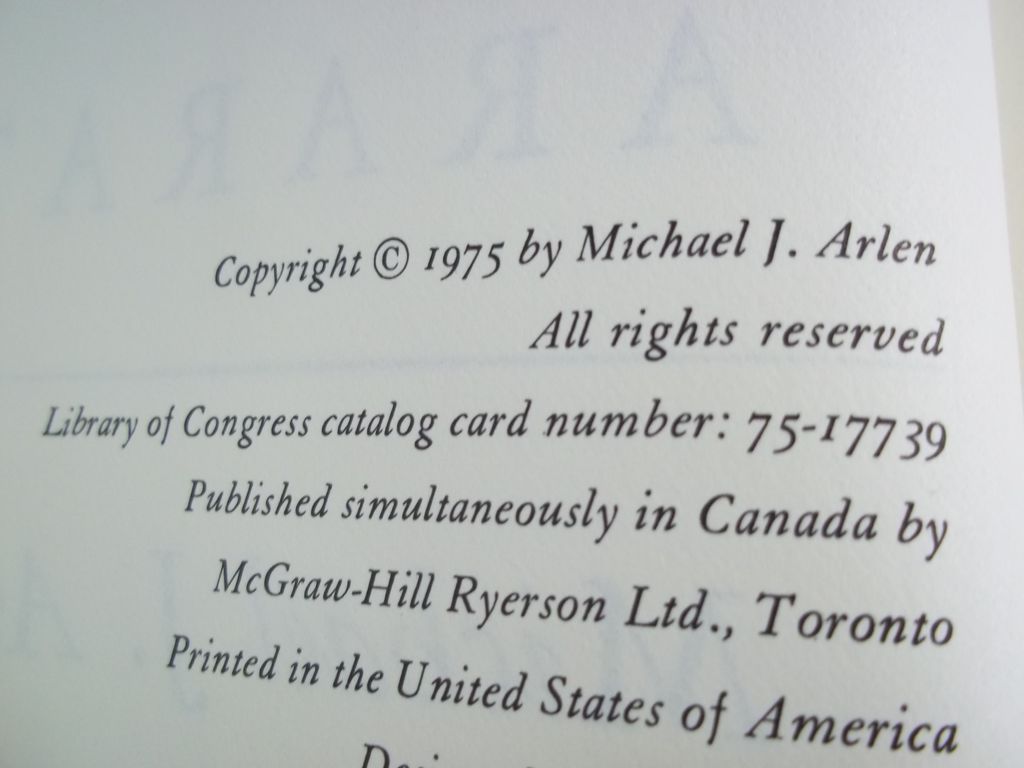 Copyright © 1975 by Michael J. Arlen
All rights reserved
Library of Congress catalog card number: 75-17739
Published simultaneously in Canada by
McGraw-Hill Ryerson Ltd., Toronto
Printed in the United States of America